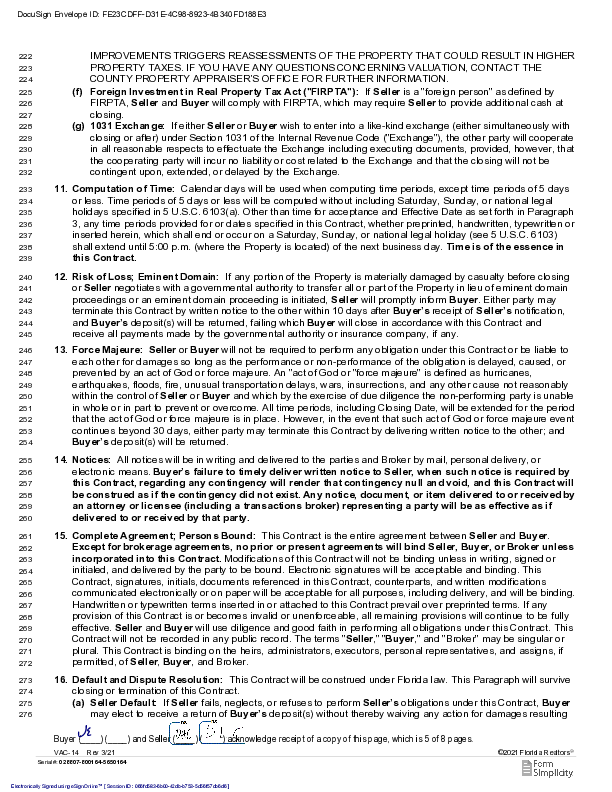 DocuSign Envelope ID: FE23CDFF-D31E-4C98-8923-4B340FD188E3
222 IMPROVEMENTS TRIGGERS REASSESSMENTS OF THE PROPERTY THAT COULD RESULT IN HIGHER
223 PROPERTY TAXES. IF YOU HAVE ANY QUESTIONS CONCERNING VALUATION, CONTACT THE
224 COUNTY PROPERTY APPRAISER'S OFFICE FOR FURTHER INFORMATION.
225 (f) Foreign Investment in Real Property Tax Act ("FIRPTA"): If Seller is a "foreign person" as defined by
226 FIRPTA, Seller and Buyer will comply with FIRPTA, which may require Seller to provide additional cash at
227 closing.
228 (g) 1031 Exchange: If either Seller or Buyer wish to enter into a like-kind exchange (either simultaneously with
229 closing or after) under Section 1031 of the Internal Revenue Code ("Exchange"), the other party will cooperate
230 in all reasonable respects to effectuate the Exchange including executing documents, provided, however, that
231 the cooperating party will incur no liability or cost related to the Exchange and that the closing will not be
232 contingent upon, extended, or delayed by the Exchange.
233 11. Computation of Time: Calendar days will be used when computing time periods, except time periods of 5 days
234 or less. Time periods of 5 days or less will be computed without including Saturday, Sunday, or national legal
235 holidays specified in 5 U.S.C. 6103(a). Other than time for acceptance and Effective Date as set forth in Paragraph
236 3, any time periods provided for or dates specified in this Contract, whether preprinted, handwritten, typewritten or
237 inserted herein, which shall end or occur on a Saturday, Sunday, or national legal holiday (see 5 U.S.C. 6103)
238 shall extend until 5:00 p.m. (where the Property is located) of the next business day. Time is of the essence in
239 this Contract.
240 12. Risk of Loss; Eminent Domain: If any portion of the Property is materially damaged by casualty before closing
241 or Seller negotiates with a governmental authority to transfer all or part of the Property in lieu of eminent domain
242 proceedings or an eminent domain proceeding is initiated, Seller will promptly inform Buyer. Either party may
243 terminate this Contract by written notice to the other within 10 days after Buyer's receipt of Seller's notification,
244 and Buyer's deposit(s) will be returned, failing which Buyer will close in accordance with this Contract and
245 receive all payments made by the governmental authority or insurance company, if any.
246 13. Force Majeure: Seller or Buyer will not be required to perform any obligation under this Contract or be liable to
247 each other for damages so long as the performance or non-performance of the obligation is delayed, caused, or
248 prevented by an act of God or force majeure. An "act of God or "force majeure" is defined as hurricanes,
249 earthquakes, floods, fire, unusual transportation delays, wars, insurrections, and any other cause not reasonably
250 within the control of Seller or Buyer and which by the exercise of due diligence the non-performing party is unable
251 in whole or in part to prevent or overcome. All time periods, including Closing Date, will be extended for the period
252 that the act of God or force majeure is in place. However, in the event that such act of God or force majeure event
253 continues beyond 30 days, either party may terminate this Contract by delivering written notice to the other; and
254 Buyer's deposit(s) will be returned.
255 14. Notices: All notices will be in writing and delivered to the parties and Broker by mail, personal delivery, or
256 electronic means. Buyer's failure to timely deliver written notice to Seller, when such notice is required by
257 this Contract, regarding any contingency will render that contingency null and void, and this Contract will
258 be construed as if the contingency did not exist. Any notice, document, or item delivered to or received by
259 an attorney or licensee (including a transactions broker) representing a party will be as effective as if
260 delivered to or received by that party.
261 15. Complete Agreement; Persons Bound: This Contract is the entire agreement between Seller and Buyer.
262 Except for brokerage agreements, no prior or present agreements will bind Seller, Buyer, or Broker unless
263 incorporated into this Contract. Modifications of this Contract will not be binding unless in writing, signed or
264 initialed, and delivered by the party to be bound. Electronic signatures will be acceptable and binding. This
265 Contract, signatures, initials, documents referenced in this Contract, counterparts, and written modifications
266 communicated electronically or on paper will be acceptable for all purposes, including delivery, and will be binding.
267 Handwritten or typewritten terms inserted in or attached to this Contract prevail over preprinted terms. If any
268 provision of this Contract is or becomes invalid or unenforceable, all remaining provisions will continue to be fully
269 effective. Seller and Buyer will use diligence and good faith in performing all obligations under this Contract. This
270 Contract will not be recorded in any public record. The terms "Seller," "Buyer," and "Broker" may be singular or
271 plural. This Contract is binding on the heirs, administrators, executors, personal representatives, and assigns, if
272 permitted, of Seller, Buyer, and Broker.
273 16. Default and Dispute Resolution: This Contract will be construed under Florida law. This Paragraph will survive
274 closing or termination of this Contract.
275 (a) Seller Default: If Seller fails, neglects, or refuses to perform Seller's obligations under this Contract, Buyer
276 may elect to receive a return of Buyer's deposit(s) without thereby waiving any action for damages resulting
Buyer (____) (____) and Seller (____) (____) acknowledge receipt of a copy of this page, which is 5 of 8 pages.
VAC-14 Rev 3/21 ©2021 Florida Realtors®
Serial#: 028607-800164-5650164
Form
Simplicity